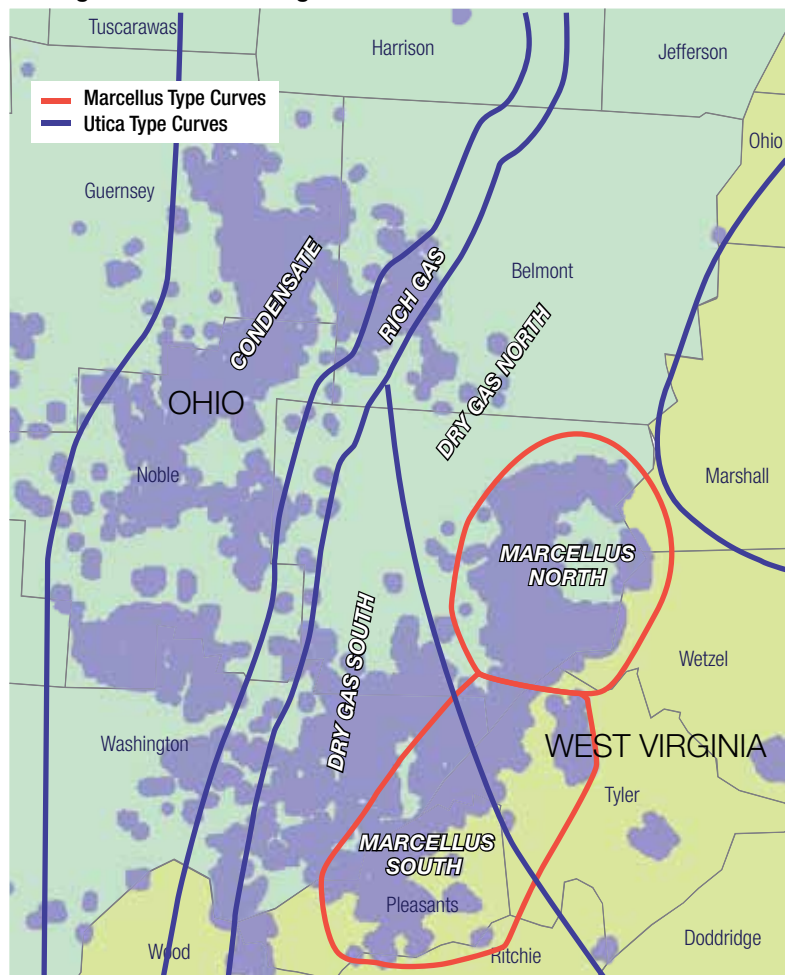 Tuscarawas
Harrison
Jefferson
Marcellus Type Curves
Utica Type Curves
Ohio
Guernsey
CONDENSATE
RICH GAS
Belmont
DRY GAS NORTH
OHIO
Noble
Marshall
MARCELLUS
NORTH
DRY GAS SOUTH
Wetzel
Washington
WEST VIRGINIA
Tyler
MARCELLUS
SOUTH
Pleasants
Wood
Ritchie
Doddridge